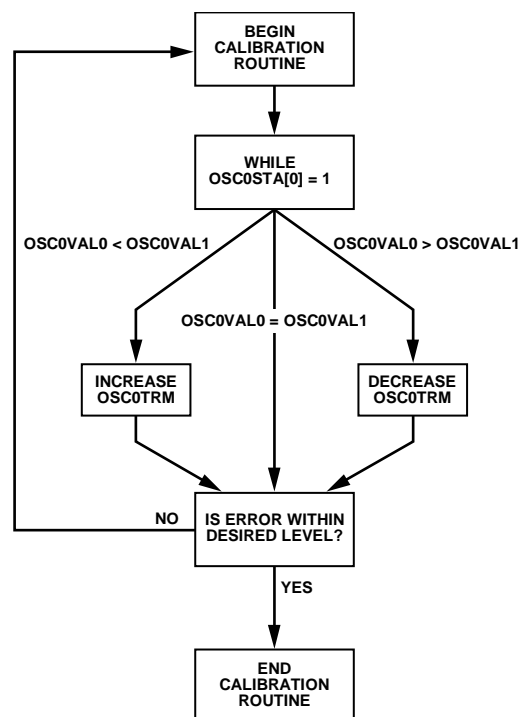 BEGIN
CALIBRATION
ROUTINE
WHILE
OSC0STA[0] = 1
OSC0VAL0 < OSC0VAL1
OSC0VAL0 > OSC0VAL1
OSC0VAL0 = OSC0VAL1
INCREASE
OSC0TRM
DECREASE
OSC0TRM
NO
IS ERROR WITHIN
DESIRED LEVEL?
YES
END
CALIBRATION
ROUTINE